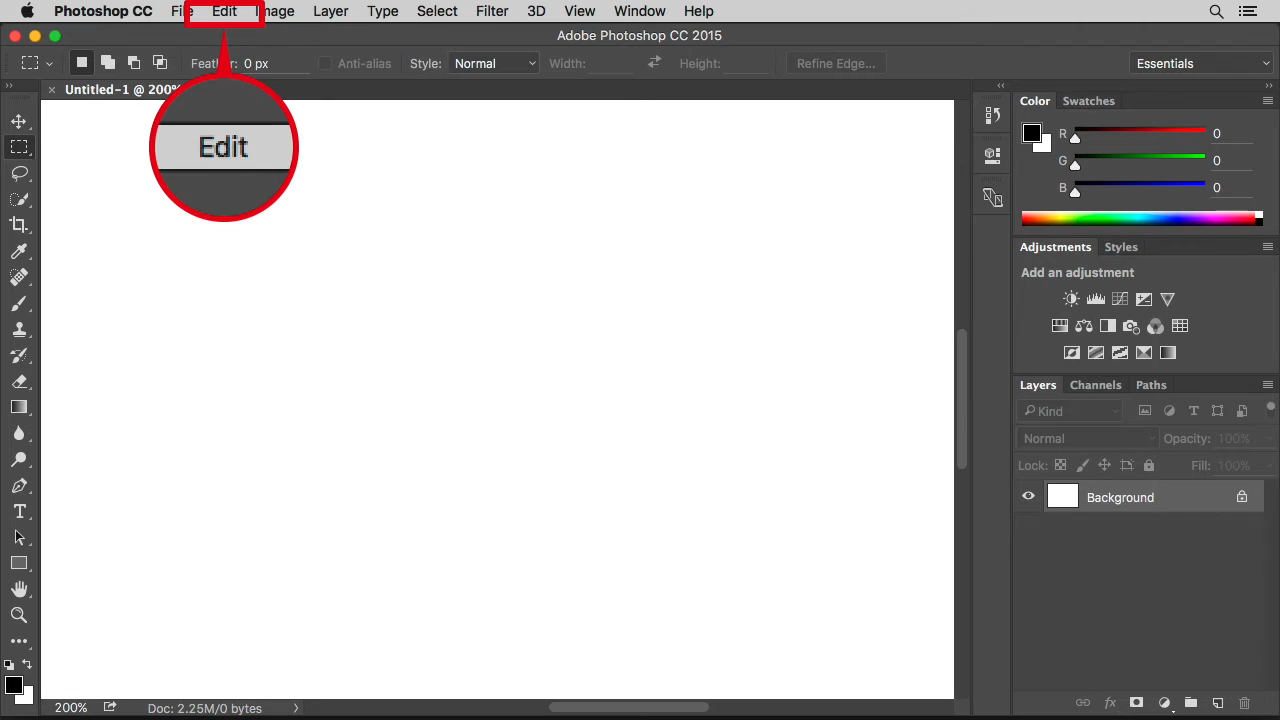 Photoshop CC File Edit Image Layer Type Select Filter 3D View Window Help
Adobe Photoshop CC 2015
Feather: 0 px Anti-alias Style: Normal Width: Height: Refine Edge... Essentials
Untitled-1 @ 200%
Edit
Color Swatches
R 0
G 0
B 0
Adjustments Styles
Add an adjustment
Layers Channels Paths
Kind
Normal Opacity: 100%
Lock: Fill: 100%
Background
fx
200% Doc: 2.25M/0 bytes